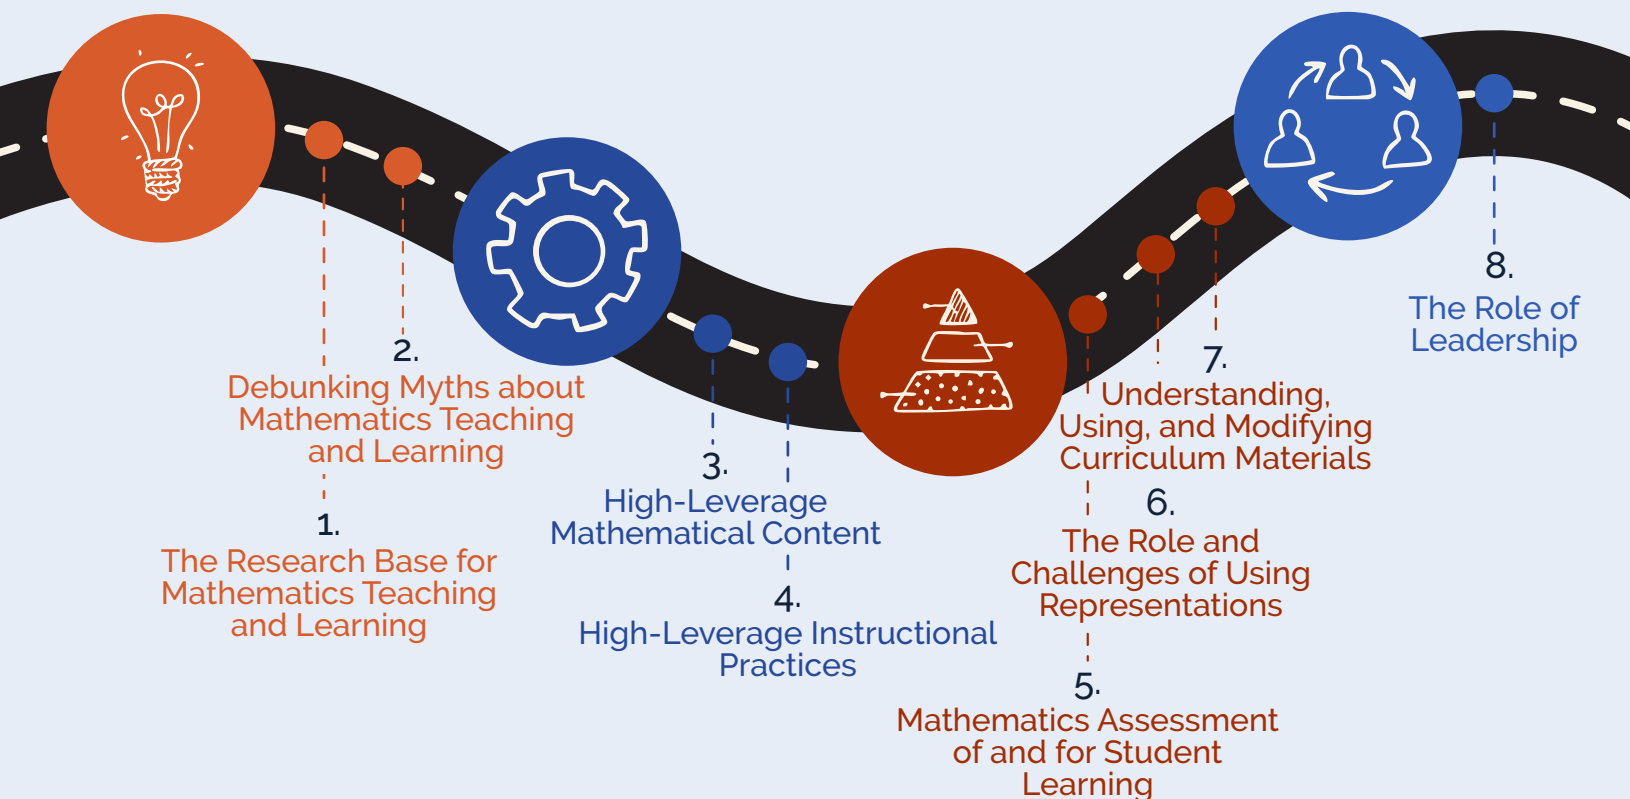 1.
The Research Base for
Mathematics Teaching
and Learning
2.
Debunking Myths about
Mathematics Teaching
and Learning
3.
High-Leverage
Mathematical Content
4.
High-Leverage Instructional
Practices
5.
Mathematics Assessment
of and for Student
Learning
6.
The Role and
Challenges of Using
Representations
7.
Understanding,
Using, and Modifying
Curriculum Materials
8.
The Role of
Leadership